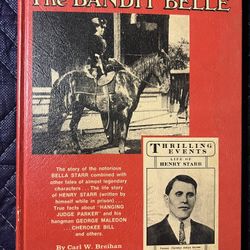 The BANDIT BELLE
The story of the notorious
BELLA STARR combined with
other tales of almost legendary
characters . . . The life story
of HENRY STARR (written
by himself while in prison) . . .
True facts about "HANGING
JUDGE PARKER" and his
hangman GEORGE MALEDON
CHEROKEE BILL
and others.
By Carl W. Breihan
THRILLING
EVENTS
LIFE OF
HENRY STARR